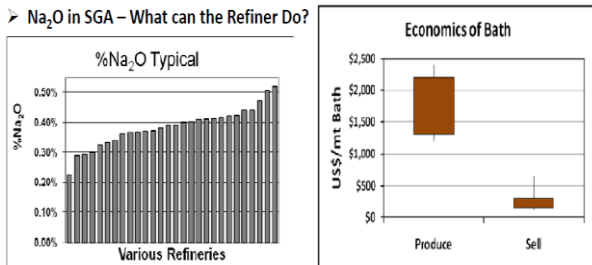 ➢ Na₂O in SGA – What can the Refiner Do?
%Na₂O Typical
%Na₂O
0.50%
0.40%
0.30%
0.20%
0.10%
0.00%
Various Refineries
Economics of Bath
US$/mt Bath
$2,500
$2,000
$1,500
$1,000
$500
$0
Produce
Sell